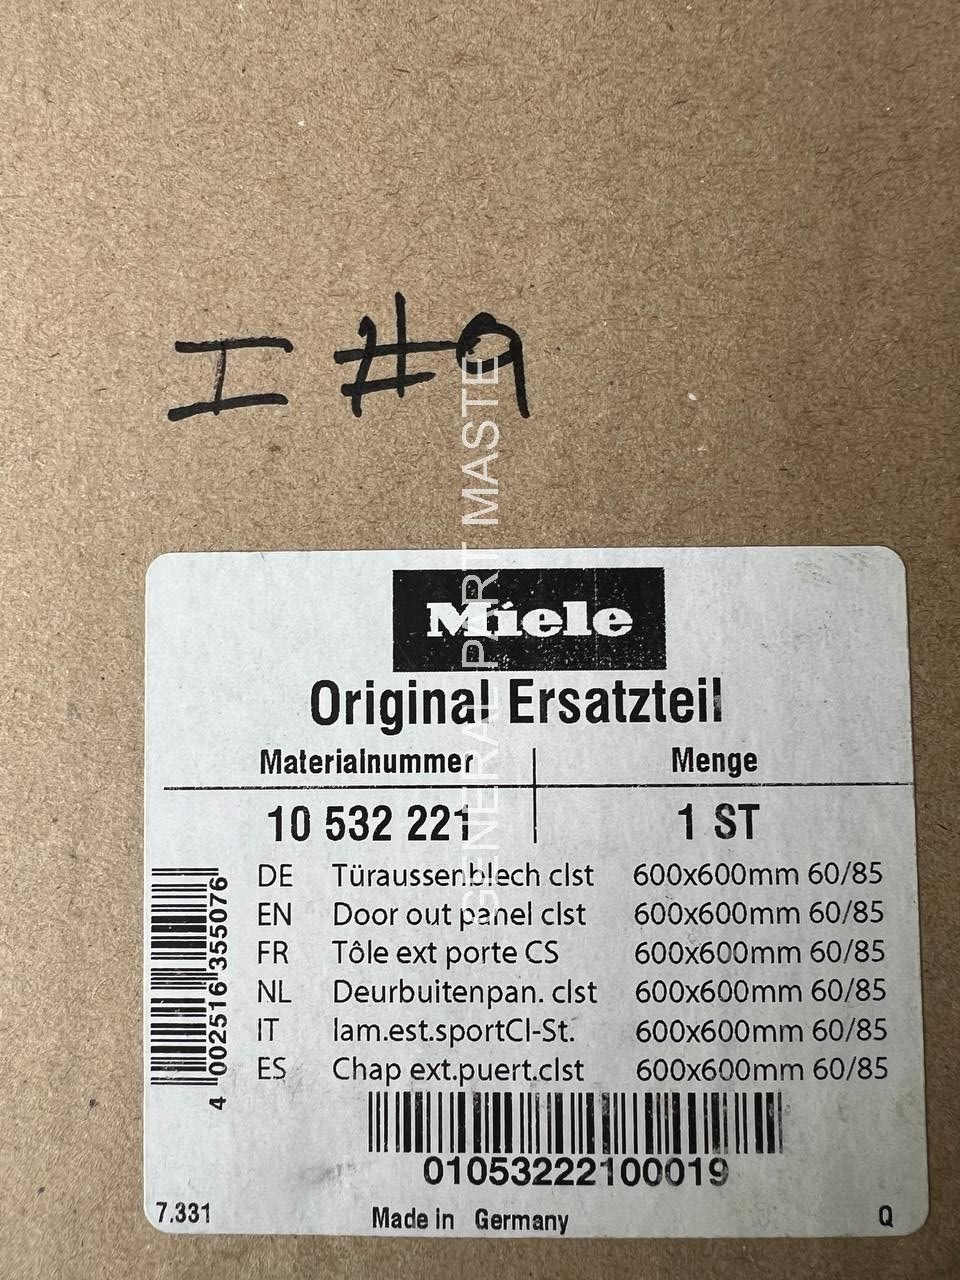 I #9
Miele
Original Ersatzteil
Materialnummer Menge
10 532 221 1 ST
DE Türaussenblech clst 600x600mm 60/85
EN Door out panel clst 600x600mm 60/85
FR Tôle ext porte CS 600x600mm 60/85
NL Deurbuitenpan. clst 600x600mm 60/85
IT lam.est.sportCl-St. 600x600mm 60/85
ES Chap ext.puert.clst 600x600mm 60/85
4 002516 355076
01053222100019
7.331 Made in Germany Q
GENERAL PART MASTE